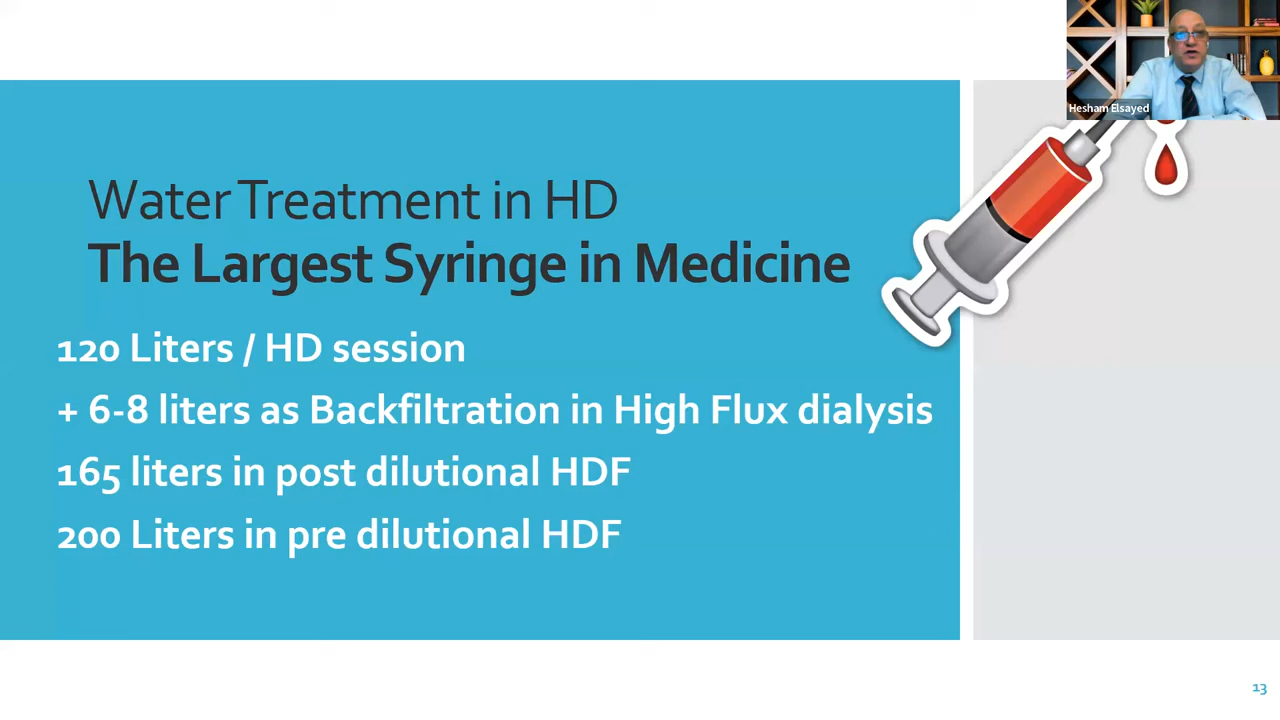 Hesham Elsayed
Water Treatment in HD
The Largest Syringe in Medicine
120 Liters / HD session
+ 6-8 liters as Backfiltration in High Flux dialysis
165 liters in post dilutional HDF
200 Liters in pre dilutional HDF
13